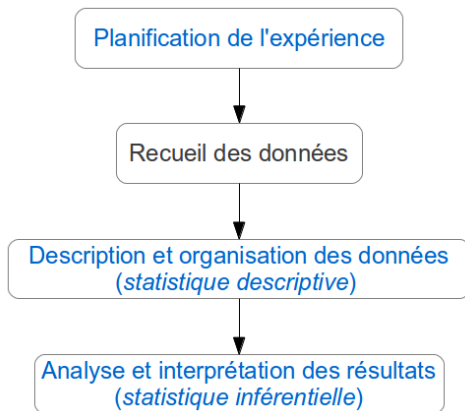 Planification de l'expérience
Recueil des données
Description et organisation des données
(statistique descriptive)
Analyse et interprétation des résultats
(statistique inférentielle)